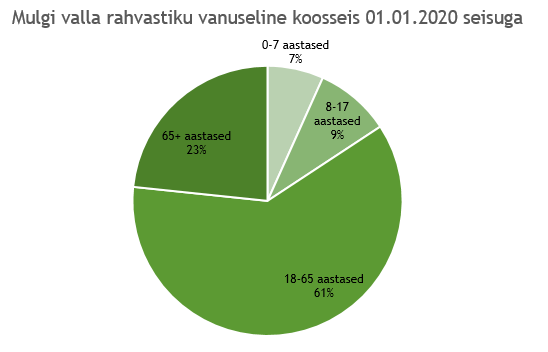 Mulgi valla rahvastiku vanuseline koosseis 01.01.2020 seisuga
0-7 aastased
7%
8-17
aastased
9%
65+ aastased
23%
18-65 aastased
61%